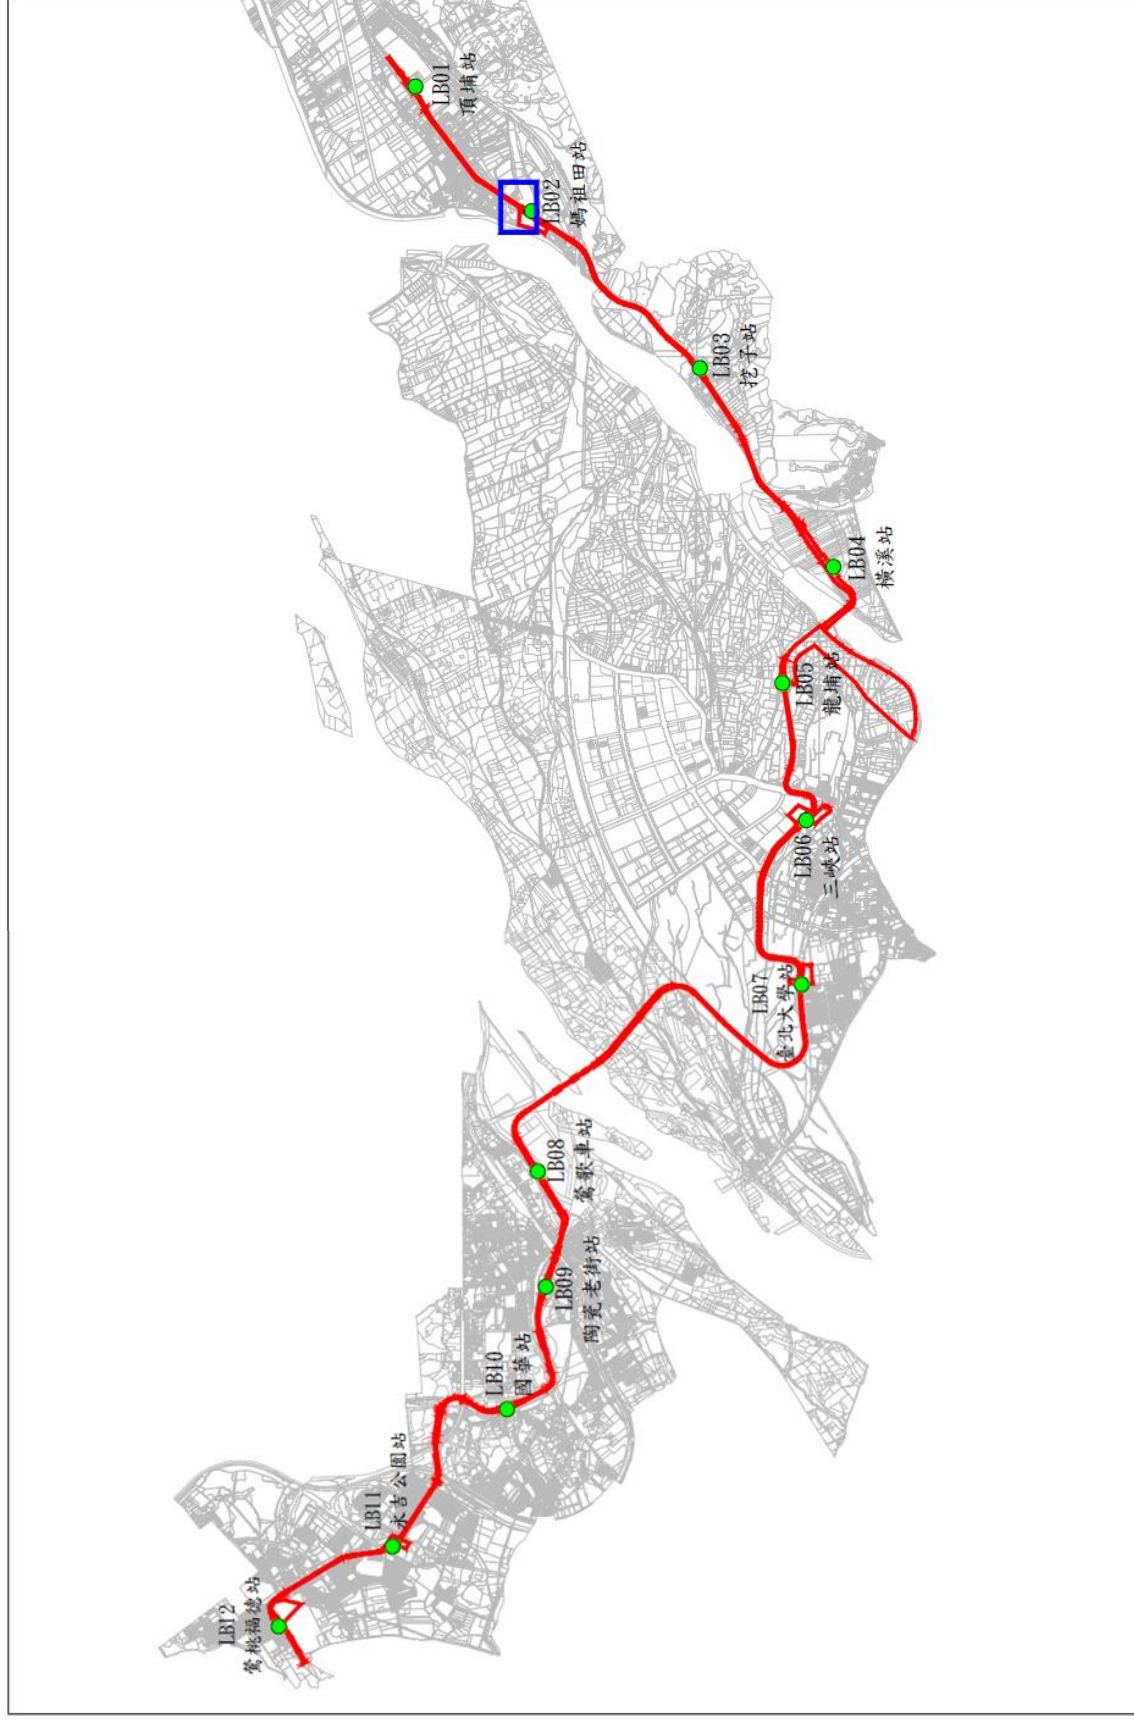 LB01
頂埔站
LB02
媽祖田站
LB03
挖子站
LB04
橫溪站
LB05
龍埔站
LB06
三峽站
LB07
臺北大學站
LB08
鶯歌車站
LB09
陶瓷老街站
LB10
國華站
LB11
永吉公園站
LB12
鶯桃福德站